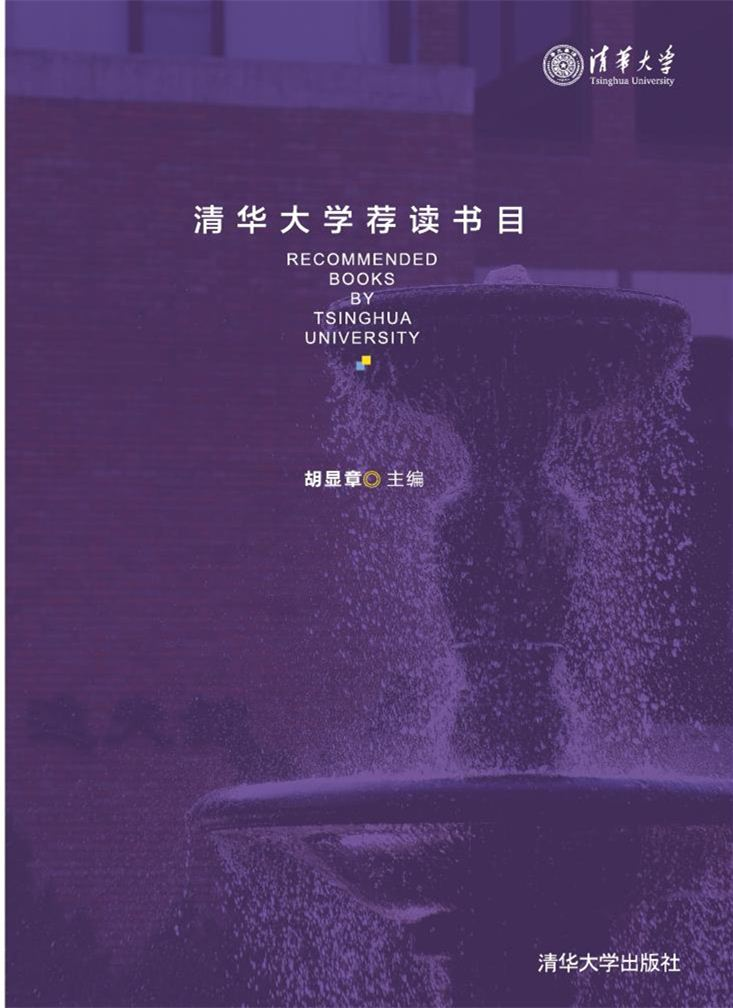 清華大学
Tsinghua University
清华大学荐读书目
RECOMMENDED
BOOKS
BY
TSINGHUA
UNIVERSITY
胡显章◎主编
清华大学出版社